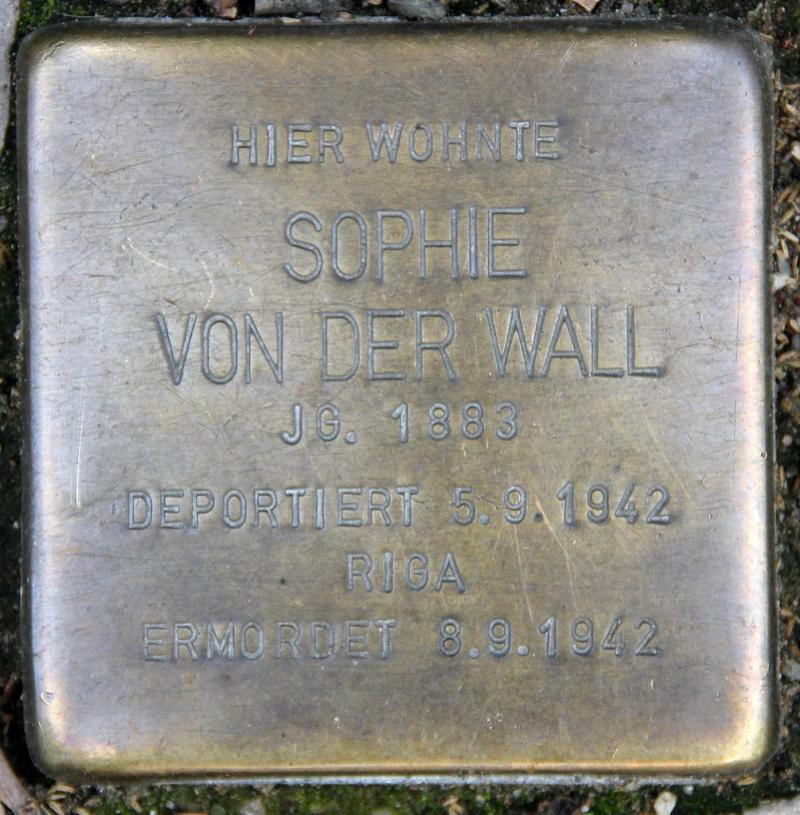 HIER WOHNTE
SOPHIE
VON DER WALL
JG. 1883
DEPORTIERT 5.9.1942
RIGA
ERMORDET 8.9.1942